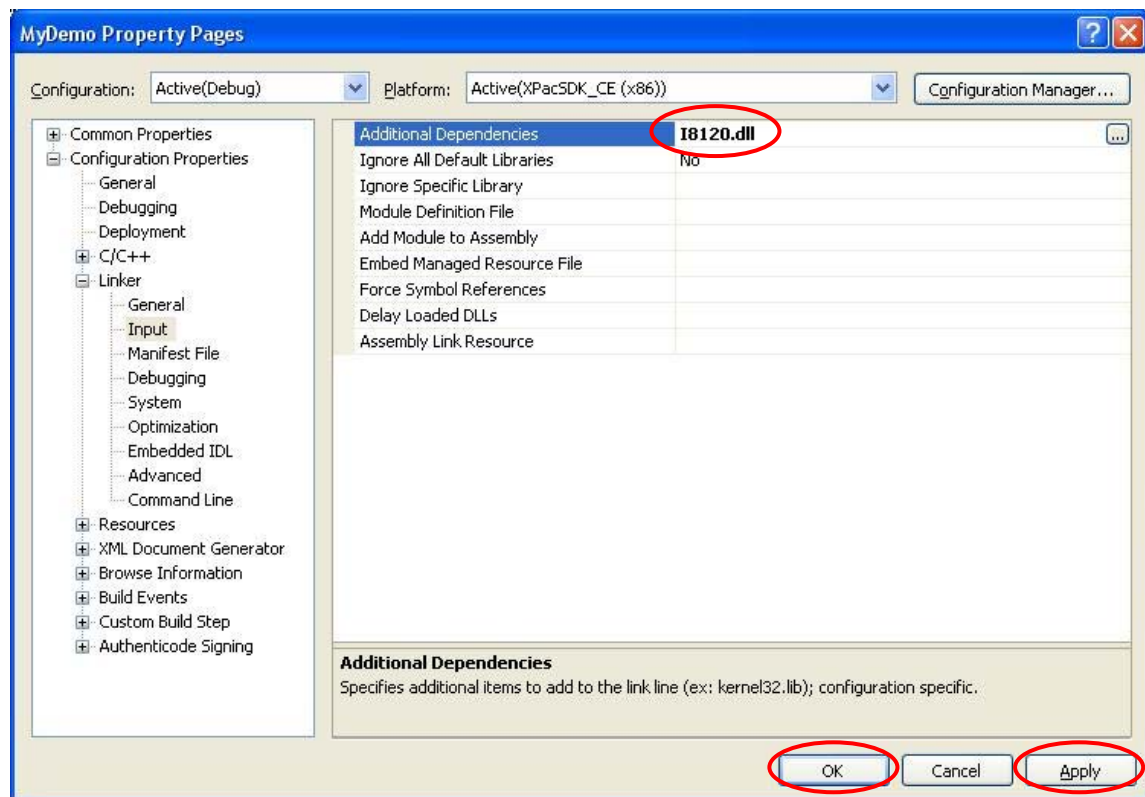 MyDemo Property Pages
Configuration: Active(Debug) Platform: Active(XPacSDK_CE (x86)) Configuration Manager...
Common Properties
Configuration Properties
General
Debugging
Deployment
C/C++
Linker
General
Input
Manifest File
Debugging
System
Optimization
Embedded IDL
Advanced
Command Line
Resources
XML Document Generator
Browse Information
Build Events
Custom Build Step
Authenticode Signing
Additional Dependencies I8120.dll ...
Ignore All Default Libraries No
Ignore Specific Library
Module Definition File
Add Module to Assembly
Embed Managed Resource File
Force Symbol References
Delay Loaded DLLs
Assembly Link Resource
Additional Dependencies
Specifies additional items to add to the link line (ex: kernel32.lib); configuration specific.
OK Cancel Apply